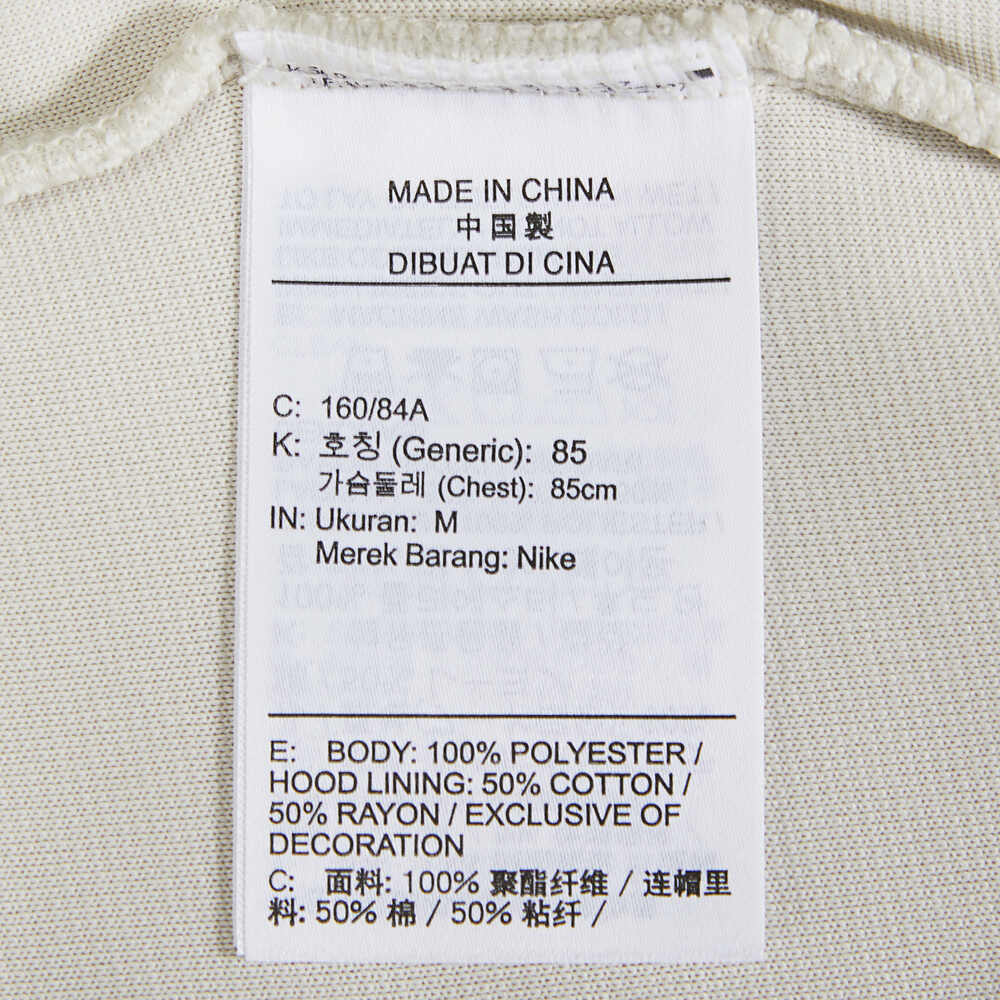 MADE IN CHINA
中国製
DIBUAT DI CINA
C: 160/84A
K: 호칭 (Generic): 85
가슴둘레 (Chest): 85cm
IN: Ukuran: M
Merek Barang: Nike
E: BODY: 100% POLYESTER /
HOOD LINING: 50% COTTON /
50% RAYON / EXCLUSIVE OF
DECORATION
C: 面料: 100% 聚酯纤维 / 连帽里
料: 50% 棉 / 50% 粘纤 /